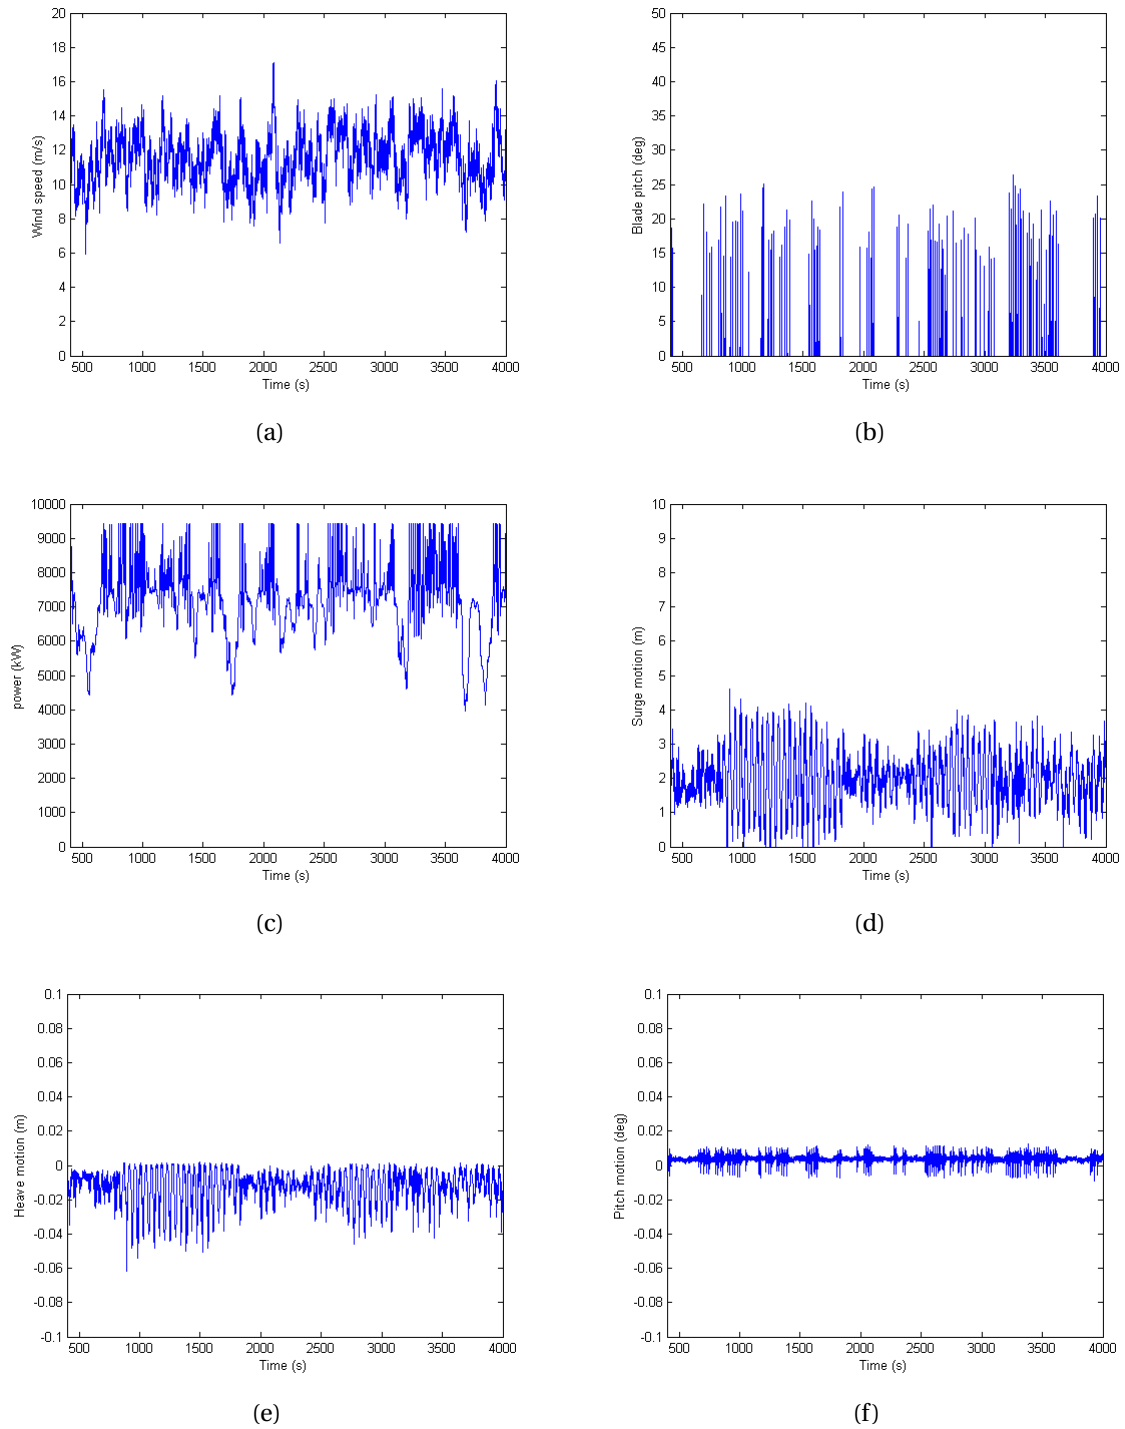 20
18
16
14
12
10
8
6
4
2
0
Wind speed (m/s)
500 1000 1500 2000 2500 3000 3500 4000
Time (s)
(a)
50
45
40
35
30
25
20
15
10
5
0
Blade pitch (deg)
500 1000 1500 2000 2500 3000 3500 4000
Time (s)
(b)
10000
9000
8000
7000
6000
5000
4000
3000
2000
1000
0
power (kW)
500 1000 1500 2000 2500 3000 3500 4000
Time (s)
(c)
10
9
8
7
6
5
4
3
2
1
0
Surge motion (m)
500 1000 1500 2000 2500 3000 3500 4000
Time (s)
(d)
0.1
0.08
0.06
0.04
0.02
0
-0.02
-0.04
-0.06
-0.08
-0.1
Heave motion (m)
500 1000 1500 2000 2500 3000 3500 4000
Time (s)
(e)
0.1
0.08
0.06
0.04
0.02
0
-0.02
-0.04
-0.06
-0.08
-0.1
Pitch motion (deg)
500 1000 1500 2000 2500 3000 3500 4000
Time (s)
(f)